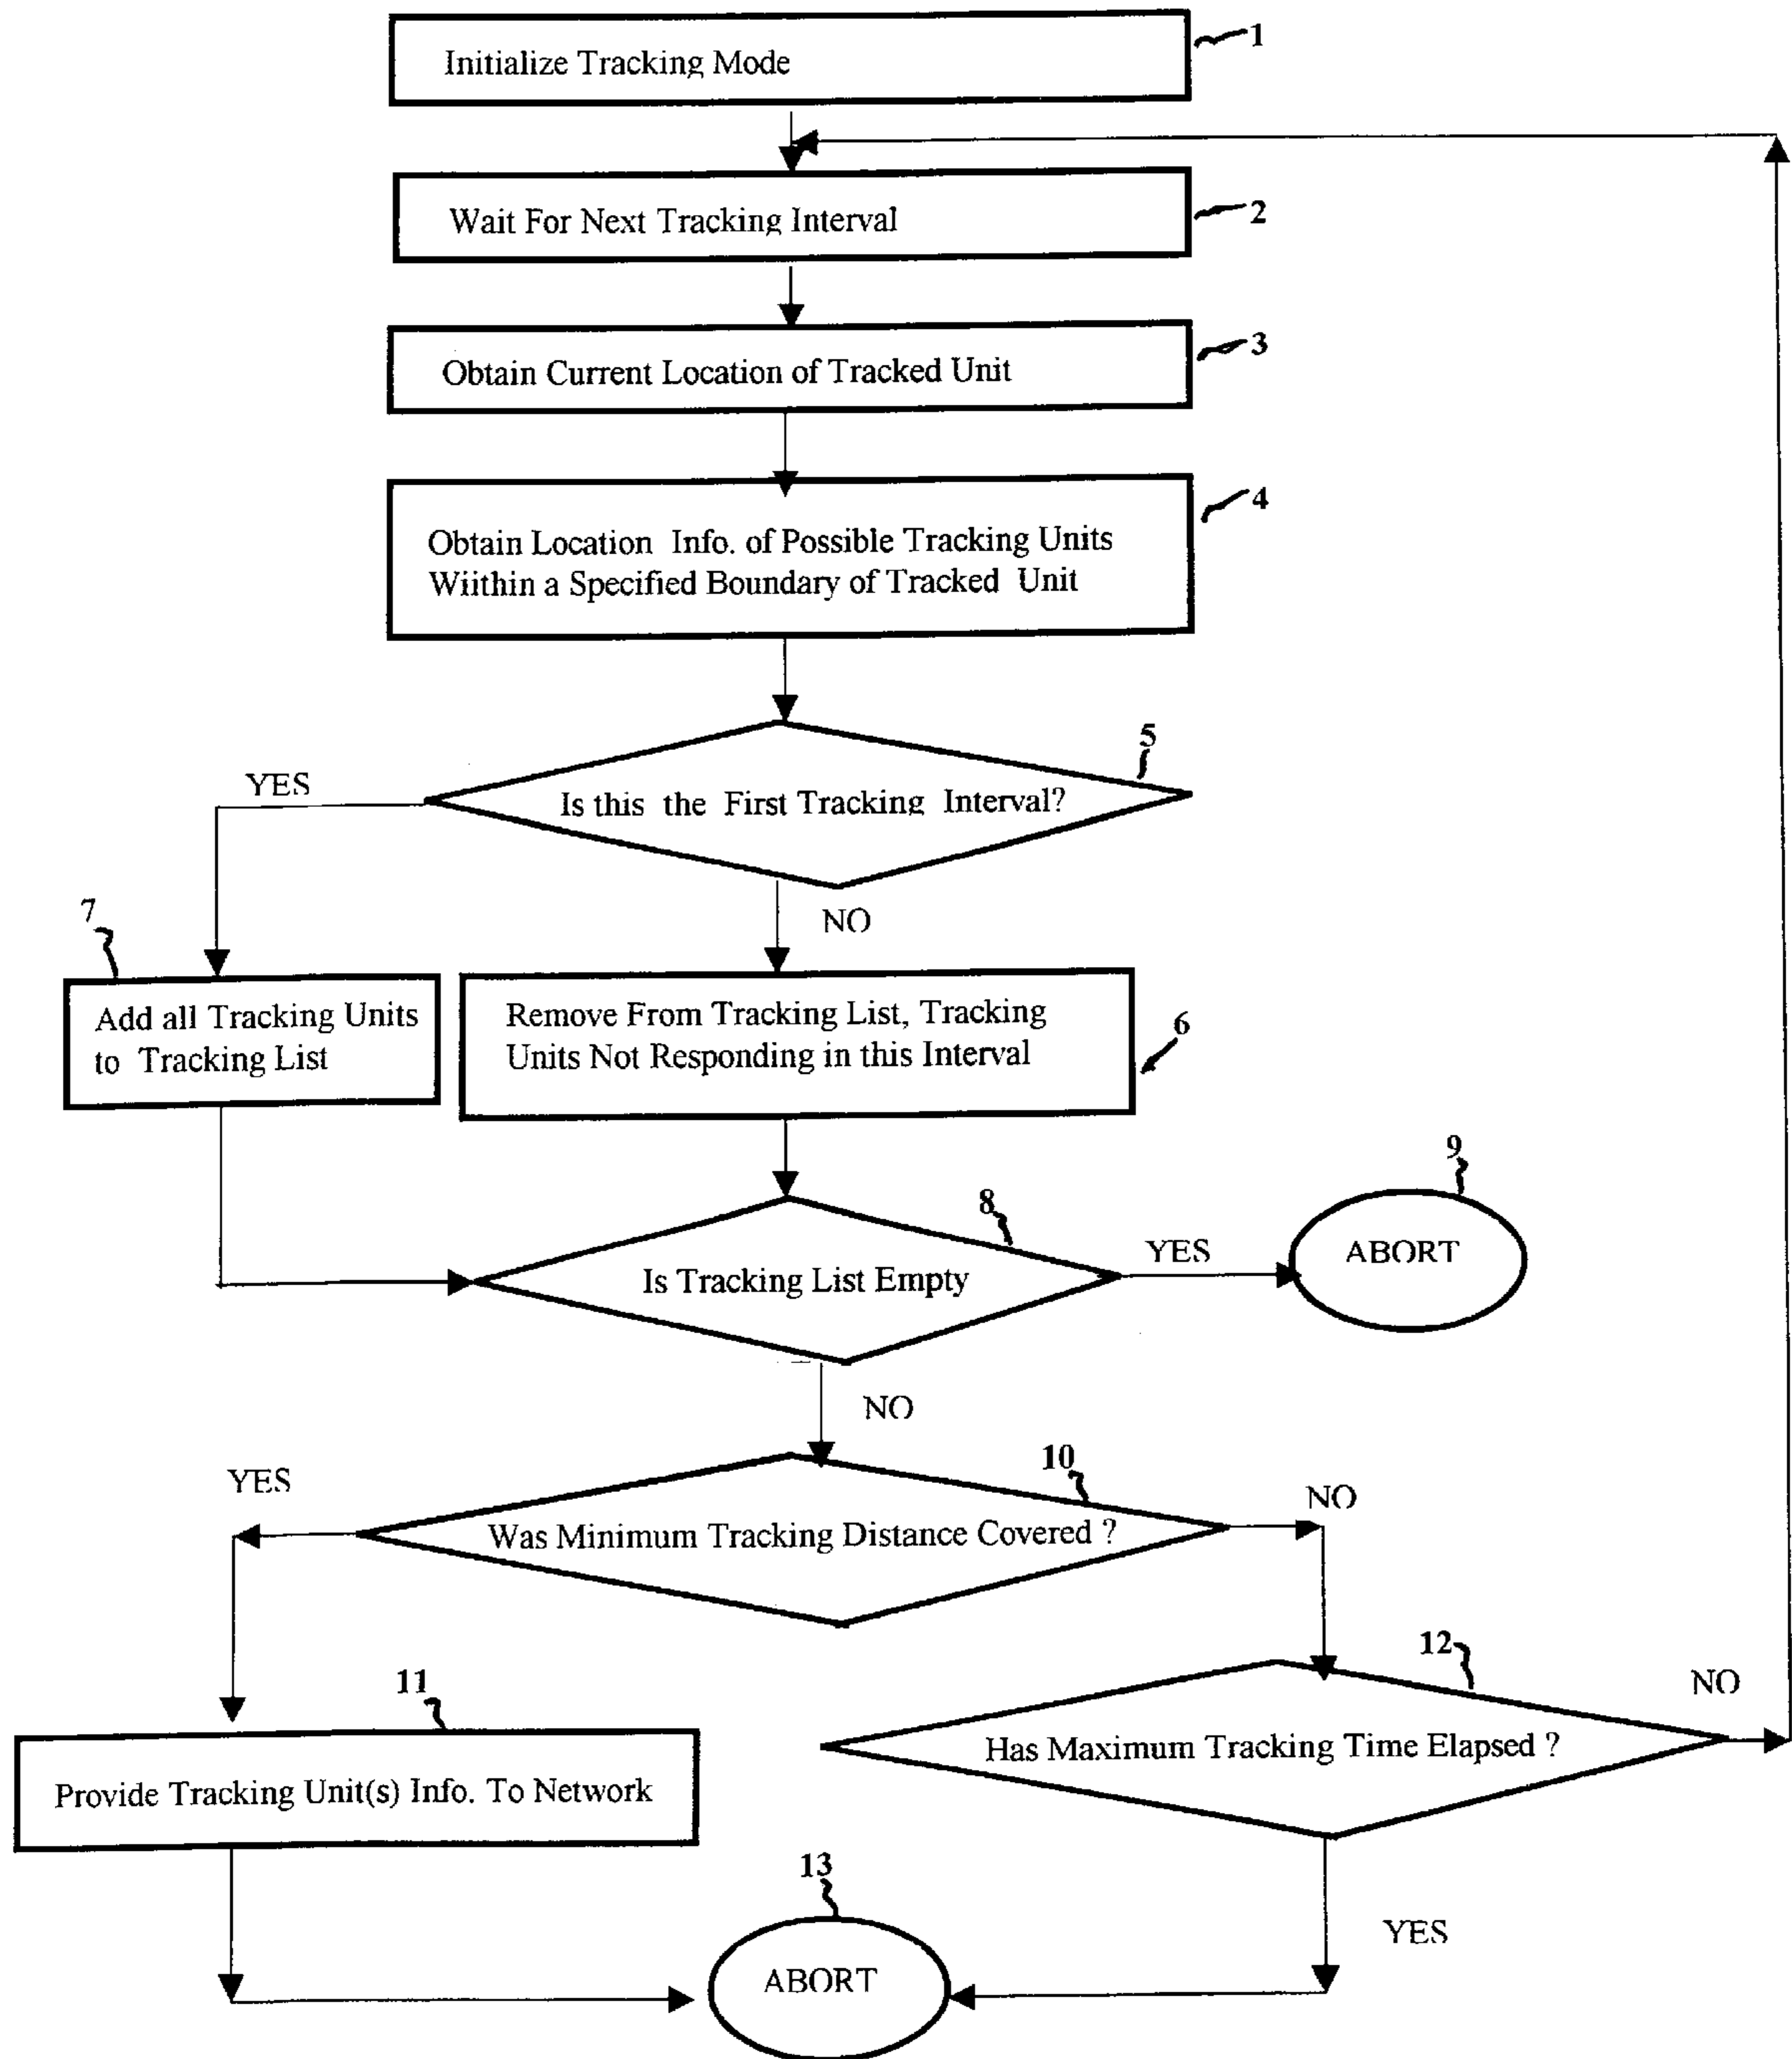 Initialize Tracking Mode
1
Wait For Next Tracking Interval
2
Obtain Current Location of Tracked Unit
3
Obtain Location Info. of Possible Tracking Units
Wiithin a Specified Boundary of Tracked Unit
4
5
YES
Is this the First Tracking Interval?
NO
7
Add all Tracking Units
to Tracking List
Remove From Tracking List, Tracking
Units Not Responding in this Interval
6
8
Is Tracking List Empty
YES
9
ABORT
NO
10
YES
Was Minimum Tracking Distance Covered ?
NO
11
Provide Tracking Unit(s) Info. To Network
12
Has Maximum Tracking Time Elapsed ?
NO
13
ABORT
YES